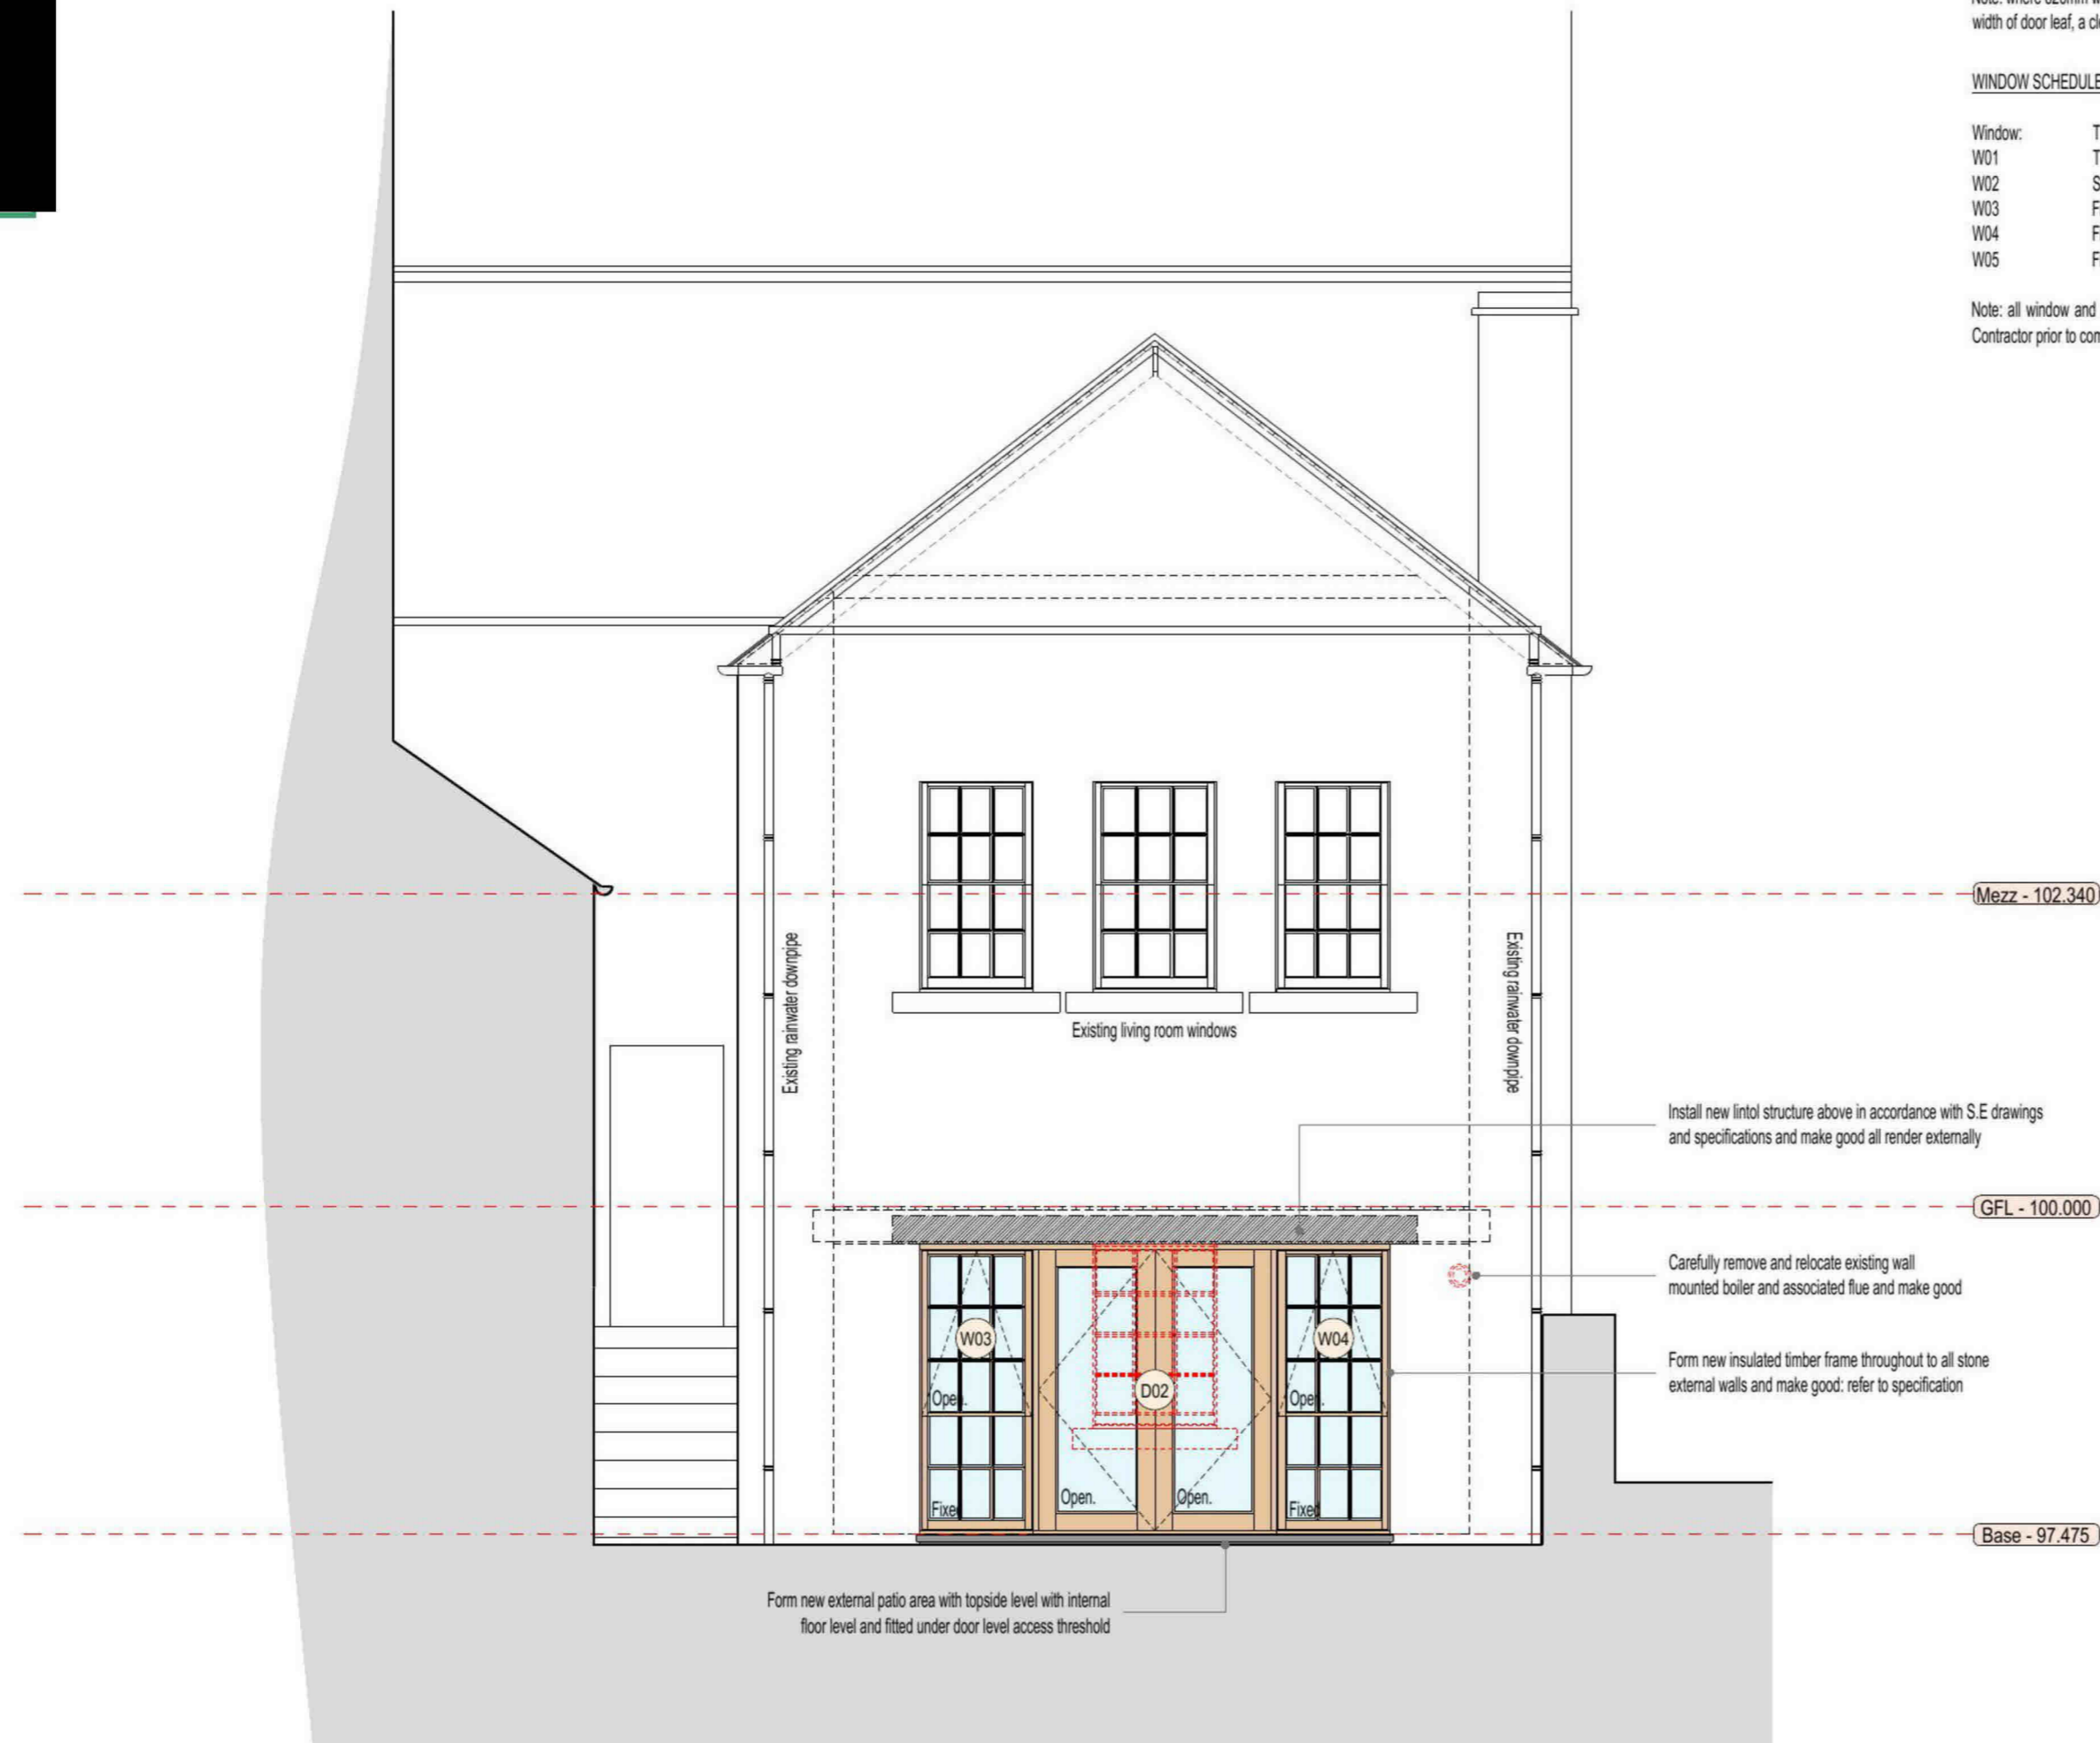 width of door leaf, a
WINDOW SCHEDULE
Window:
W01
W02
W03
W04
W05
Note: all window and
Contractor prior to
Mezz - 102.340
Existing rainwater downpipe
Existing rainwater downpipe
Existing living room windows
Install new lintol structure above in accordance with S.E drawings
and specifications and make good all render externally
GFL - 100.000
Carefully remove and relocate existing wall
mounted boiler and associated flue and make good
W03
W04
Form new insulated timber frame throughout to all stone
external walls and make good: refer to specification
D02
Open.
Open.
Open.
Open.
Fixed
Fixed
Base - 97.475
Form new external patio area with topside level with internal
floor level and fitted under door level access threshold